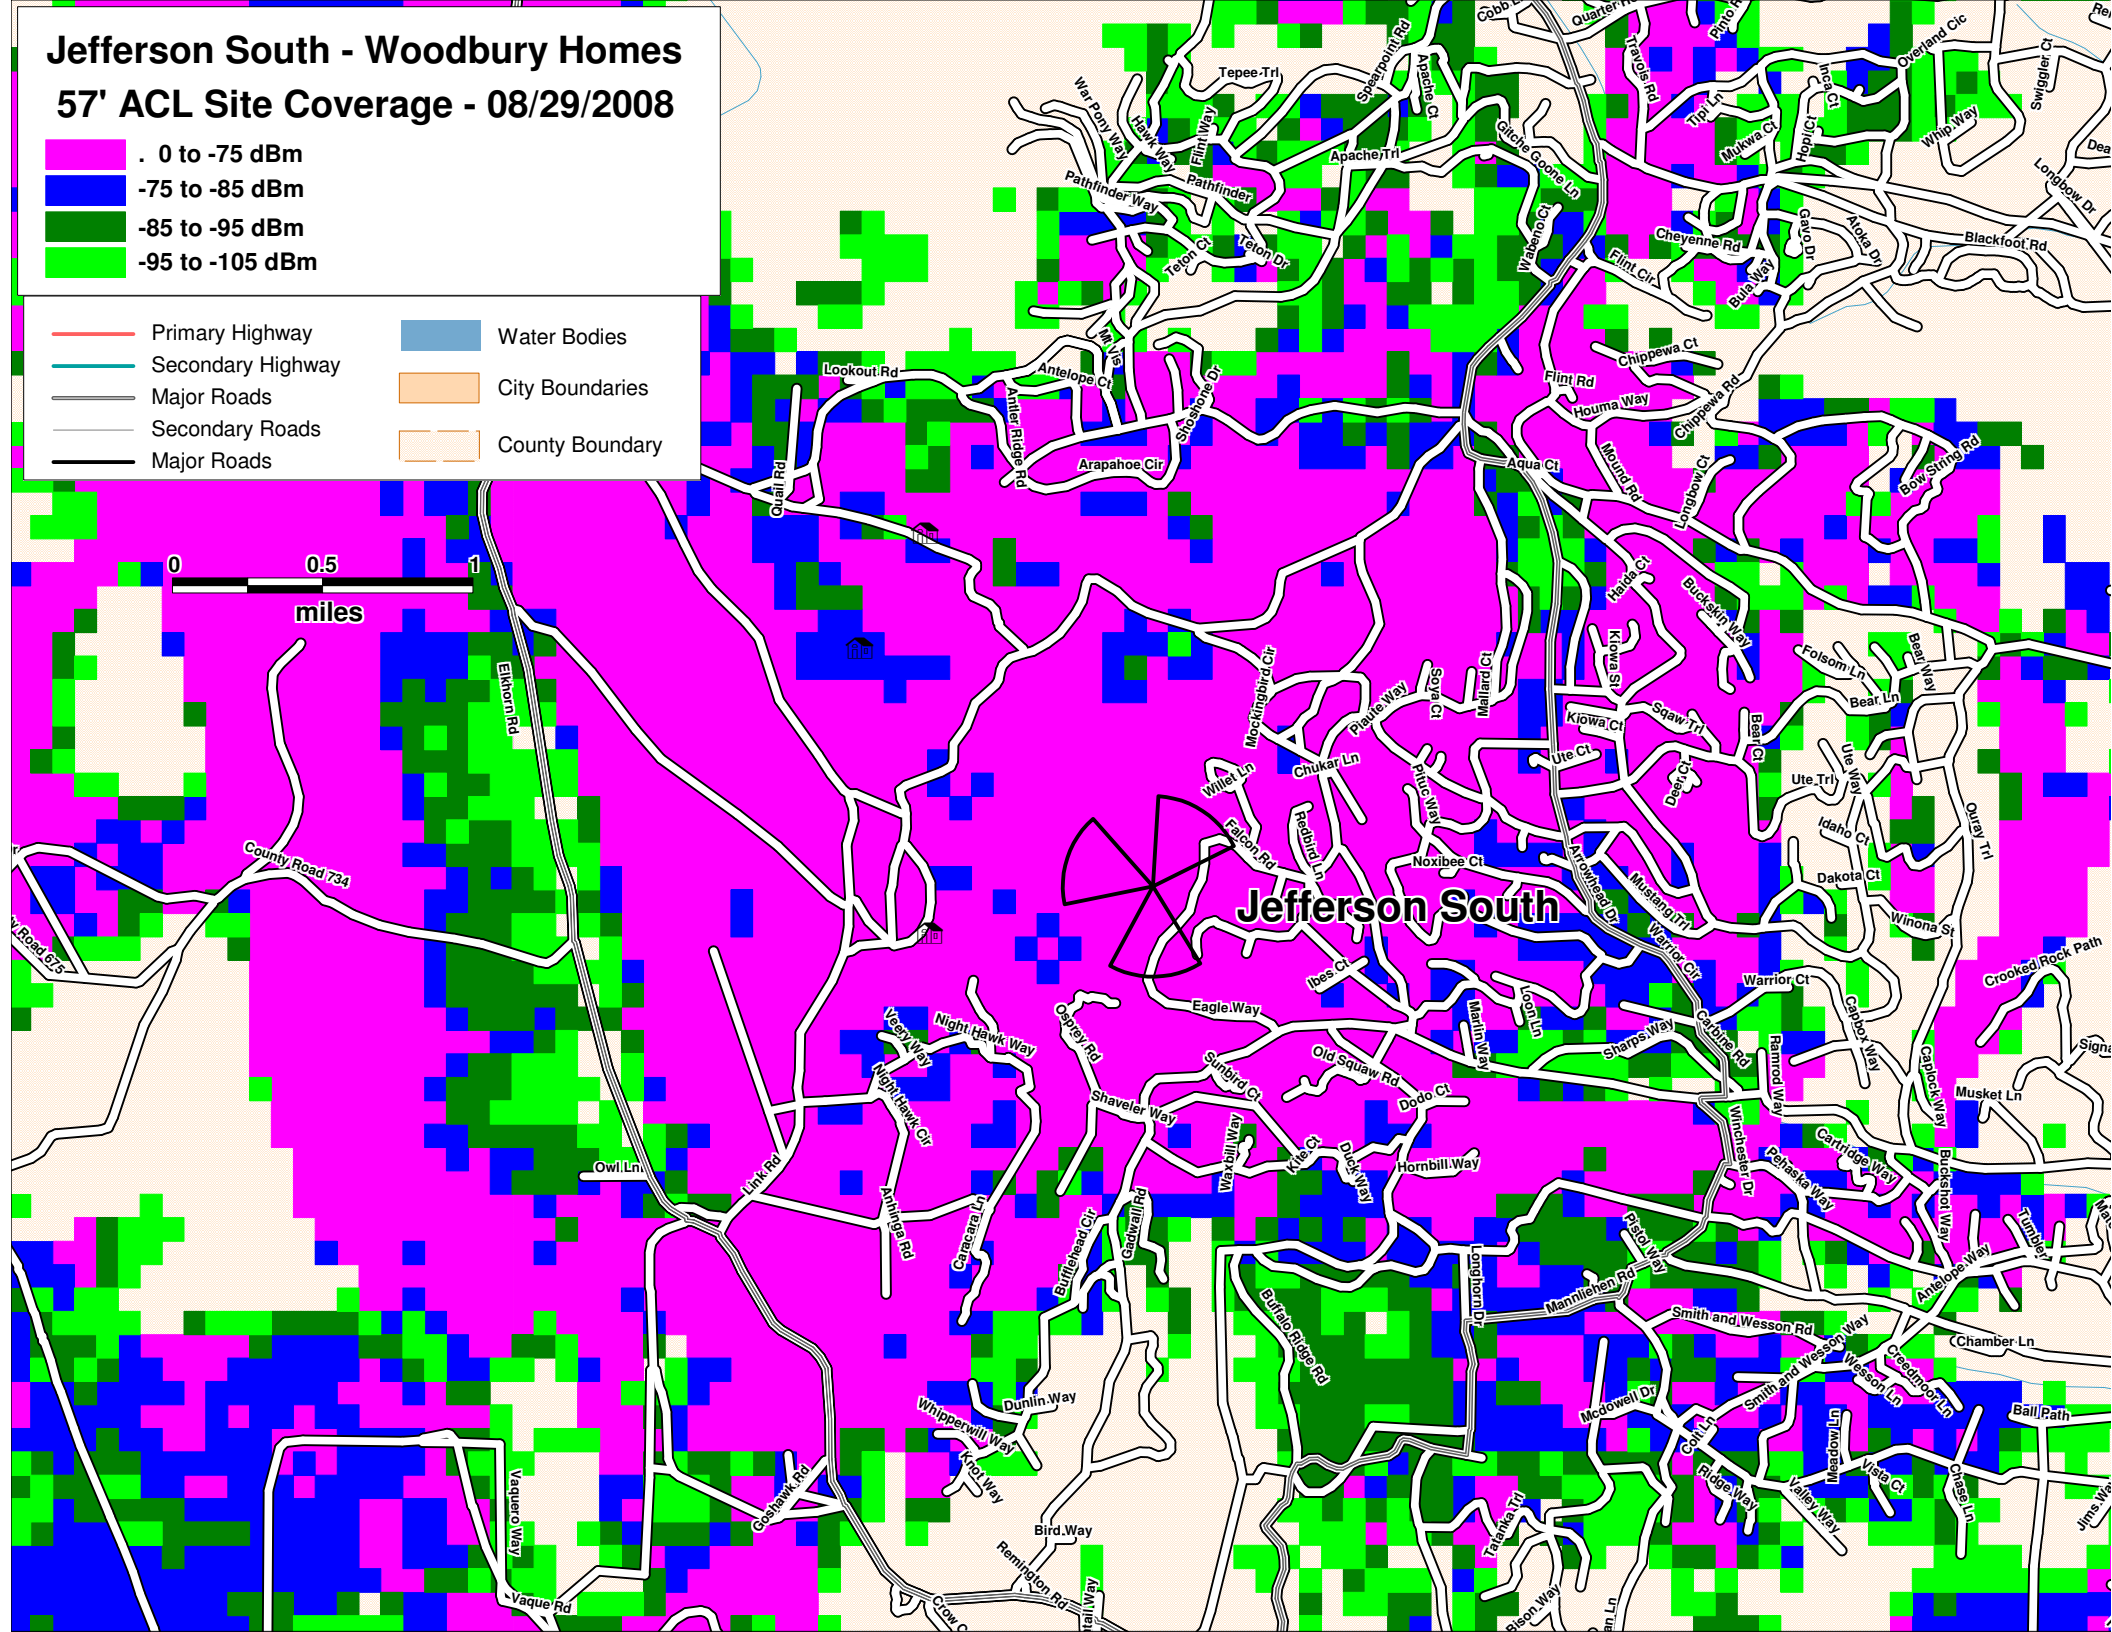 Jefferson South - Woodbury Homes
57' ACL Site Coverage - 08/29/2008
. 0 to -75 dBm
-75 to -85 dBm
-85 to -95 dBm
-95 to -105 dBm
Primary Highway
Secondary Highway
Major Roads
Secondary Roads
Major Roads
Water Bodies
City Boundaries
County Boundary
0 0.5 1
miles
Jefferson South
Quarter
Travois Rd
Overland Cic
Swiggler Ct
Inca Ct
Tipi Ln
Mukwa Ct
Hopi Ct
Whip Way
Longbow Dr
Spearpoint Rd
Apache Ct
Tepee Trl
War Pony Way
Hawk Way
Flint Way
Apache Trl
Gitche Goone Ln
Pathfinder Way
Pathfinder
Wabeno Ct
Teton Ct
Teton Dr
Cheyenne Rd
Flint Cir
Bula Way
Gavo Dr
Atoka Dr
Blackfoot Rd
Mt Vis
Lookout Rd
Antelope Ct
Antler Ridge Rd
Shoshone Dr
Arapahoe Cir
Quail Rd
Chippewa Ct
Flint Rd
Houma Way
Chippewa Rd
Aqua Ct
Mound Rd
Longbow Ct
Bow String Rd
Haida Ct
Buckskin Way
Kiowa St
Folsom Ln
Bear Way
Bear Ln
Elkhorn Rd
Mockingbird Cir
Piaute Way
Soya Ct
Mallard Ct
Kiowa Ct
Sqaw Trl
Bear Ct
Ute Ct
Deer Ct
Ute Trl
Ute Way
Chukar Ln
Willet Ln
Pituc Way
Falcon Rd
Redbird Ln
Noxibee Ct
Arrowhead Dr
Mustang Trl
Idaho Ct
Ouray Trl
Dakota Ct
Winona St
County Road 734
Road 675
Warrior Cir
Warrior Ct
Crooked Rock Path
Ibes Ct
Eagle Way
Loon Ln
Marlin Way
Sharps Way
Carbine Rd
Ramrod Way
Capbox Way
Caplock Way
Musket Ln
Osprey Rd
Veery Way
Night Hawk Way
Night Hawk Cir
Sunbird Ct
Old Squaw Rd
Dodo Ct
Shaveler Way
Waxbill Way
Kite Ct
Duck Way
Hornbill Way
Winchester Dr
Pehaska Way
Cartridge Way
Buckshot Way
Owl Ln
Link Rd
Anhinga Rd
Caracara Ln
Bufflehead Cir
Gadwall Rd
Buffalo Ridge Rd
Longhorn Dr
Mannliehen Rd
Pistol Way
Antelope Way
Tumbler
Smith and Wesson Rd
Smith and Wesson Way
Chamber Ln
Wesson Ln
Creedmoor Ln
Mcdowell Dr
Colt Ln
Ridge Way
Valley Way
Meadow Ln
Vista Ct
Chase Ln
Ball Path
Dunlin Way
Whipperwill Way
Knot Way
Goshawk Rd
Vaquero Way
Vaque Rd
Bird Way
Remington Rd
Tatanka Trl
Bison Way